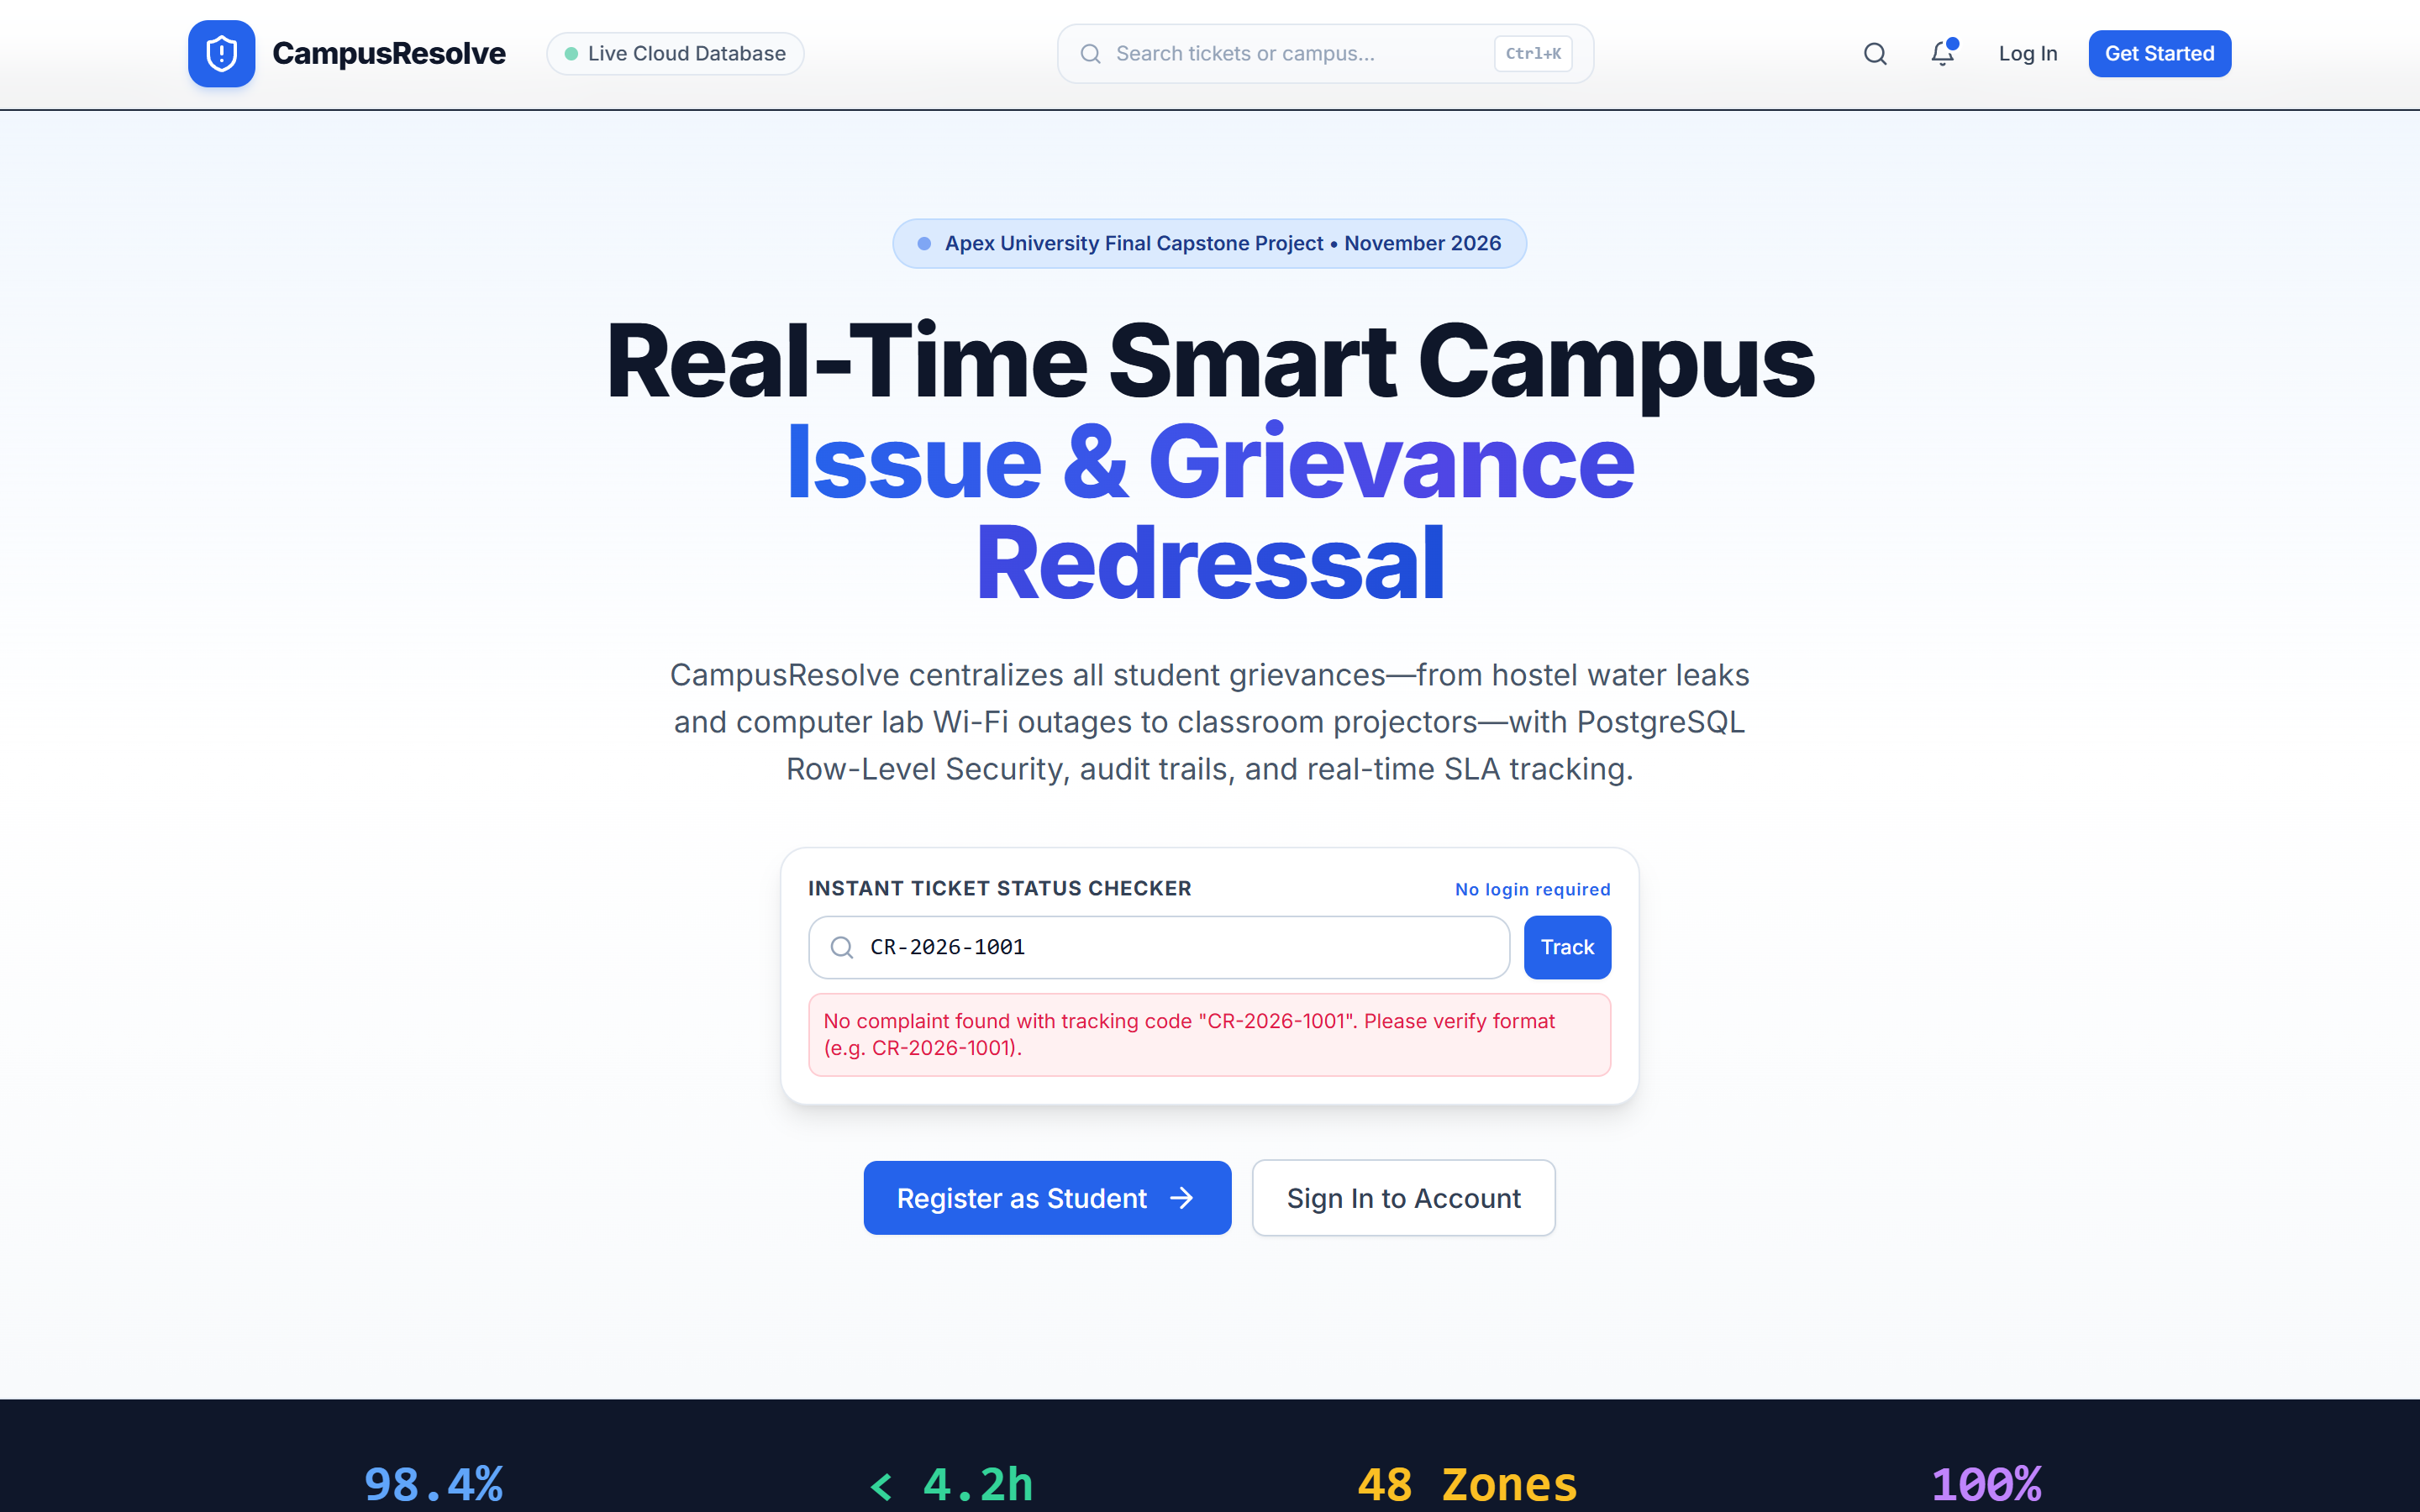 CampusResolve
Live Cloud Database
Search tickets or campus...
Ctrl+K
Log In
Get Started
Apex University Final Capstone Project • November 2026
Real-Time Smart Campus
Issue & Grievance
Redressal
CampusResolve centralizes all student grievances—from hostel water leaks
and computer lab Wi-Fi outages to classroom projectors—with PostgreSQL
Row-Level Security, audit trails, and real-time SLA tracking.
INSTANT TICKET STATUS CHECKER
No login required
CR-2026-1001
Track
No complaint found with tracking code "CR-2026-1001". Please verify format
(e.g. CR-2026-1001).
Register as Student
Sign In to Account
98.4%
< 4.2h
48 Zones
100%